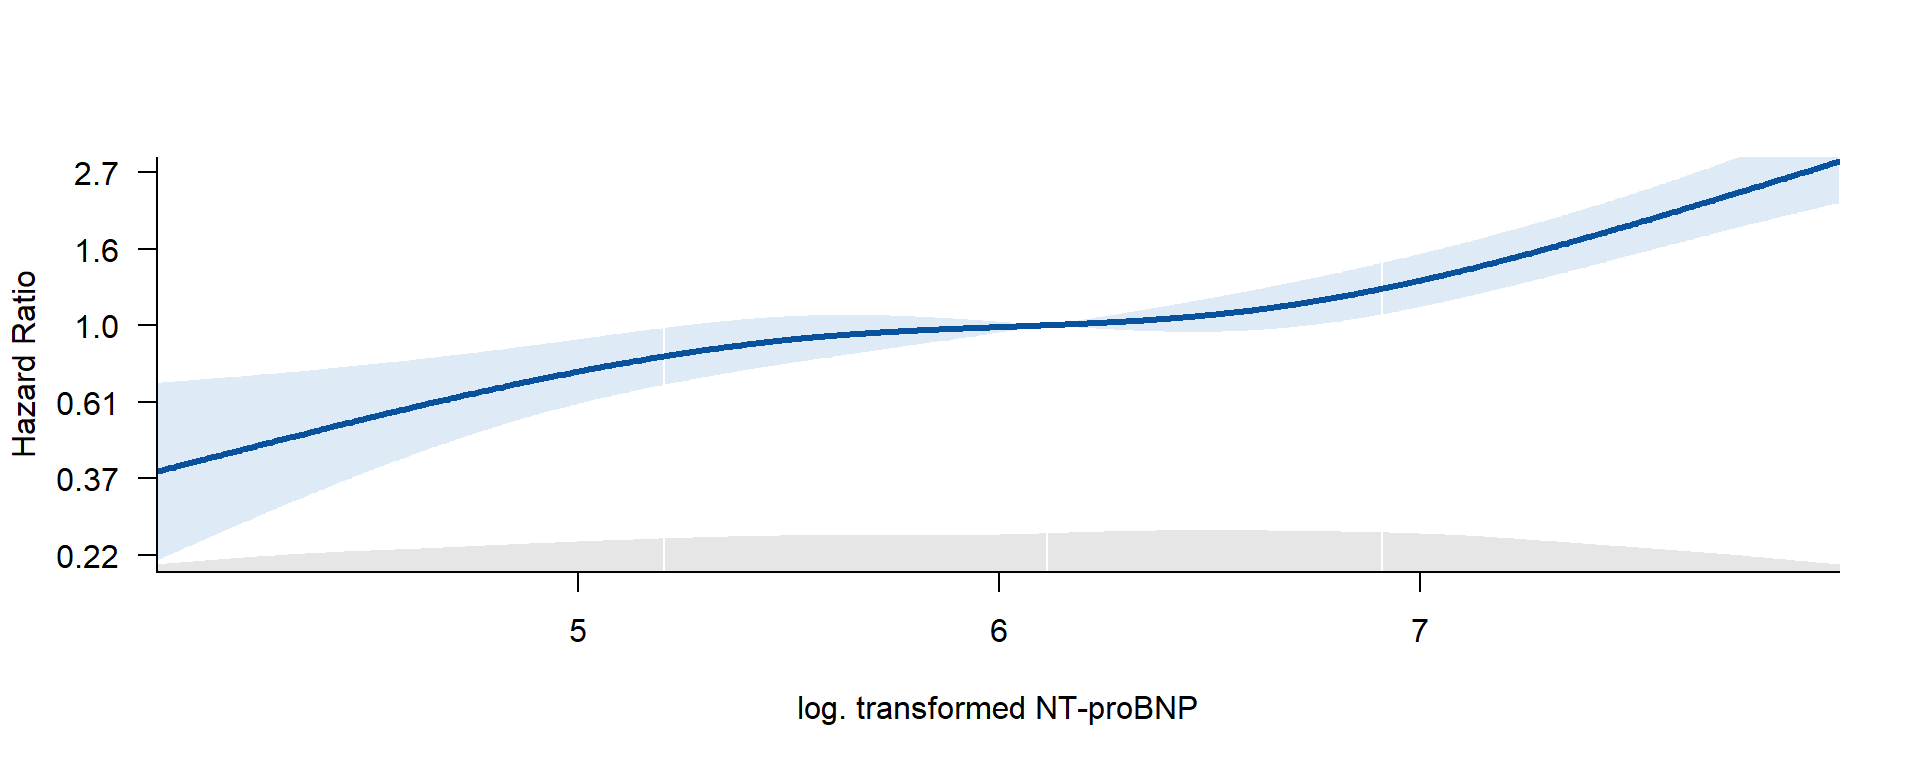 Hazard Ratio
2.7
1.6
1.0
0.61
0.37
0.22
5 6 7
log. transformed NT-proBNP